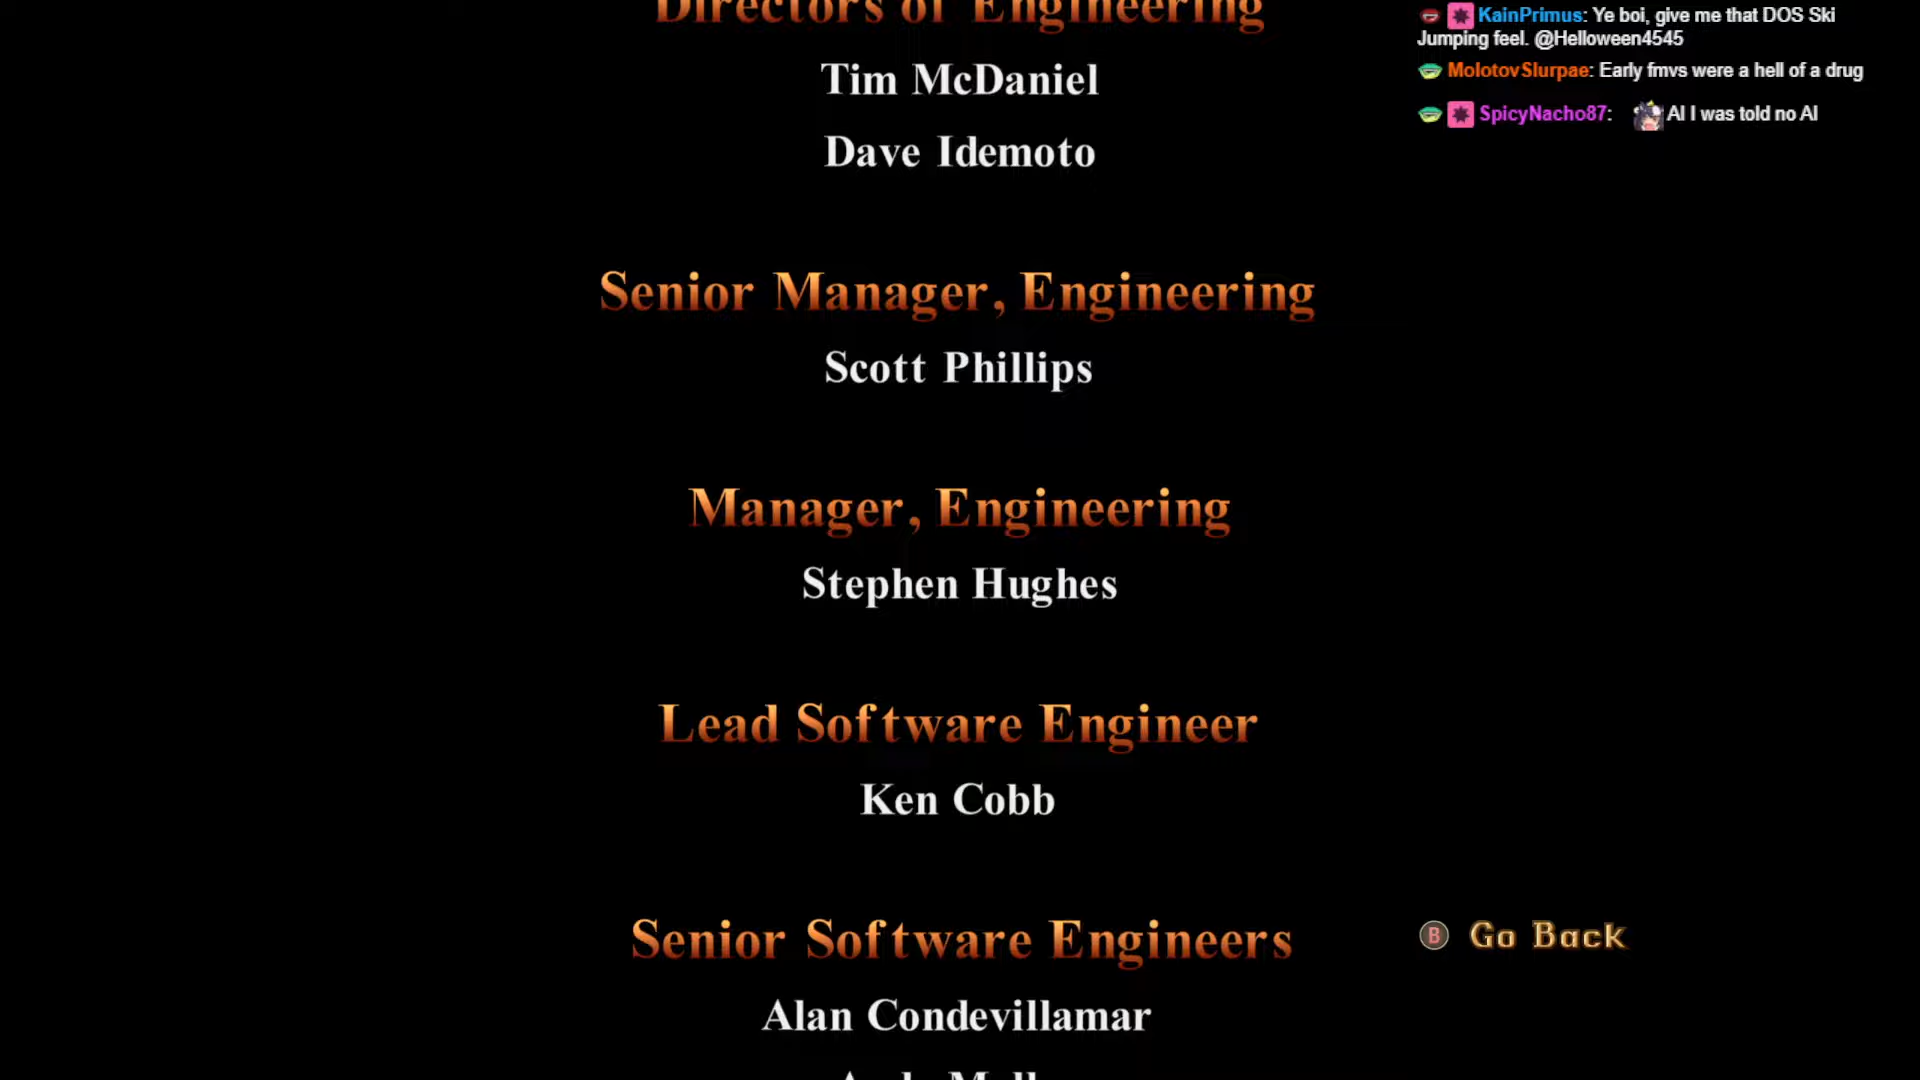 Directors of Engineering
Tim McDaniel
Dave Idemoto
Senior Manager, Engineering
Scott Phillips
Manager, Engineering
Stephen Hughes
Lead Software Engineer
Ken Cobb
Senior Software Engineers
Alan Condevillamar
KainPrimus: Ye boi, give me that DOS Ski
Jumping feel. @Helloween4545
MolotovSlurpae: Early fmvs were a hell of a drug
SpicyNacho87: AI I was told no AI
B Go Back